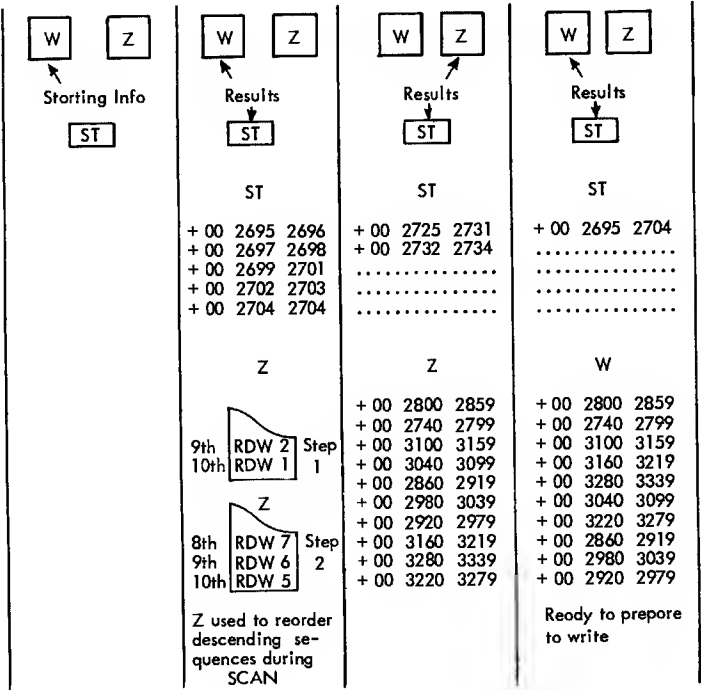 W Z
Storting Info
ST
W Z
Results
ST
ST
+ 00 2695 2696
+ 00 2697 2698
+ 00 2699 2701
+ 00 2702 2703
+ 00 2704 2704
Z
9th RDW 2 Step
10th RDW 1 1
Z
8th RDW 7 Step
9th RDW 6 2
10th RDW 5
Z used to reorder
descending se-
quences during
SCAN
W Z
Results
ST
ST
+ 00 2725 2731
+ 00 2732 2734
...............
...............
...............
Z
+ 00 2800 2859
+ 00 2740 2799
+ 00 3100 3159
+ 00 3040 3099
+ 00 2860 2919
+ 00 2980 3039
+ 00 2920 2979
+ 00 3160 3219
+ 00 3280 3339
+ 00 3220 3279
W Z
Results
ST
ST
+ 00 2695 2704
...............
...............
...............
...............
W
+ 00 2800 2859
+ 00 2740 2799
+ 00 3100 3159
+ 00 3160 3219
+ 00 3280 3339
+ 00 3040 3099
+ 00 3220 3279
+ 00 2860 2919
+ 00 2980 3039
+ 00 2920 2979
Ready to prepore
to write